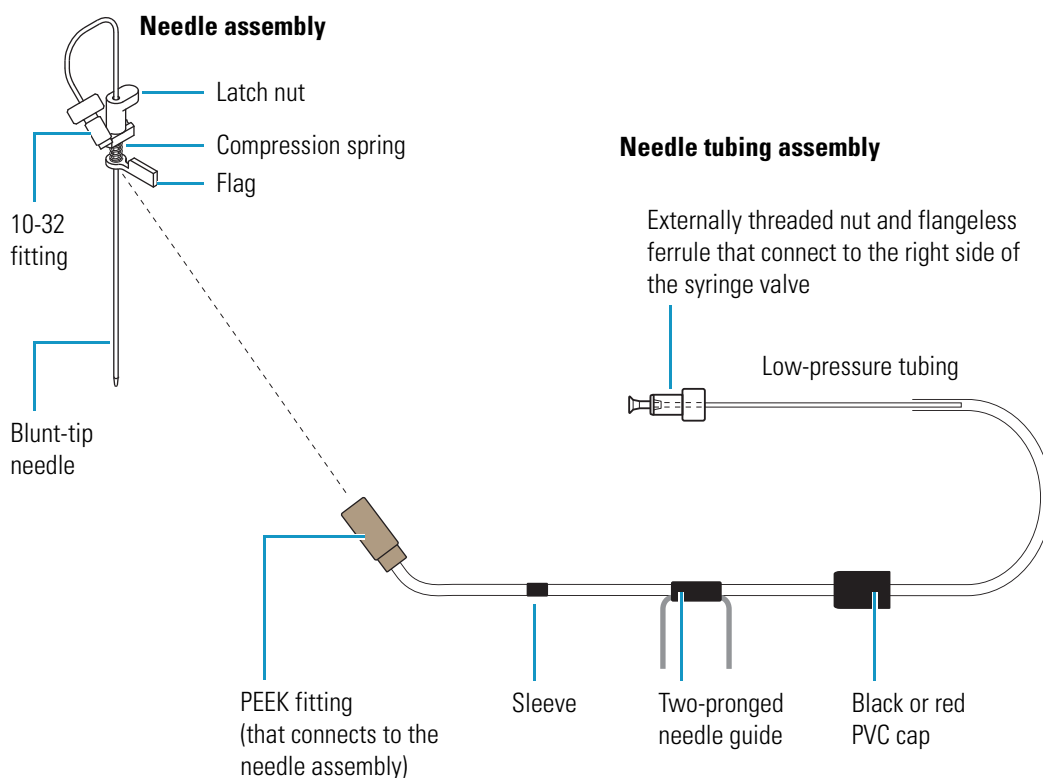 Needle assembly
Latch nut
Compression spring
Flag
10-32
fitting
Blunt-tip
needle
Needle tubing assembly
Externally threaded nut and flangeless
ferrule that connect to the right side of
the syringe valve
Low-pressure tubing
PEEK fitting
(that connects to the
needle assembly)
Sleeve
Two-pronged
needle guide
Black or red
PVC cap